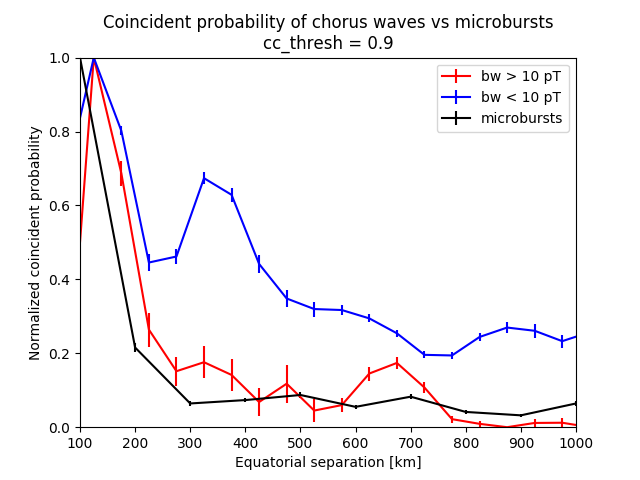 Coincident probability of chorus waves vs microbursts
cc_thresh = 0.9
bw > 10 pT
bw < 10 pT
microbursts
Normalized coincident probability
1.0
0.8
0.6
0.4
0.2
0.0
100 200 300 400 500 600 700 800 900 1000
Equatorial separation [km]